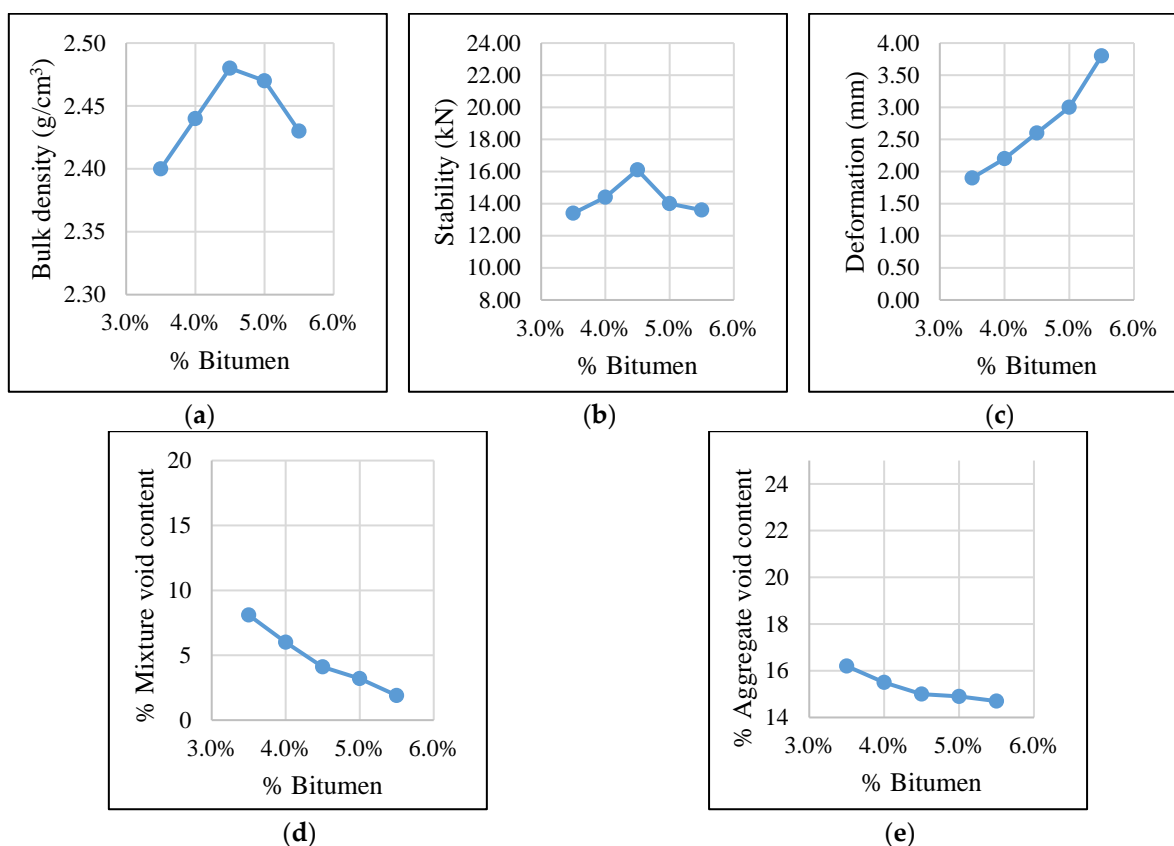 Bulk density (g/cm³)
2.50
2.45
2.40
2.35
2.30
3.0% 4.0% 5.0% 6.0%
% Bitumen
(a)
Stability (kN)
24.00
22.00
20.00
18.00
16.00
14.00
12.00
10.00
8.00
3.0% 4.0% 5.0% 6.0%
% Bitumen
(b)
Deformation (mm)
4.00
3.50
3.00
2.50
2.00
1.50
1.00
0.50
0.00
3.0% 4.0% 5.0% 6.0%
% Bitumen
(c)
% Mixture void content
20
15
10
5
0
3.0% 4.0% 5.0% 6.0%
% Bitumen
(d)
% Aggregate void content
24
22
20
18
16
14
3.0% 4.0% 5.0% 6.0%
% Bitumen
(e)